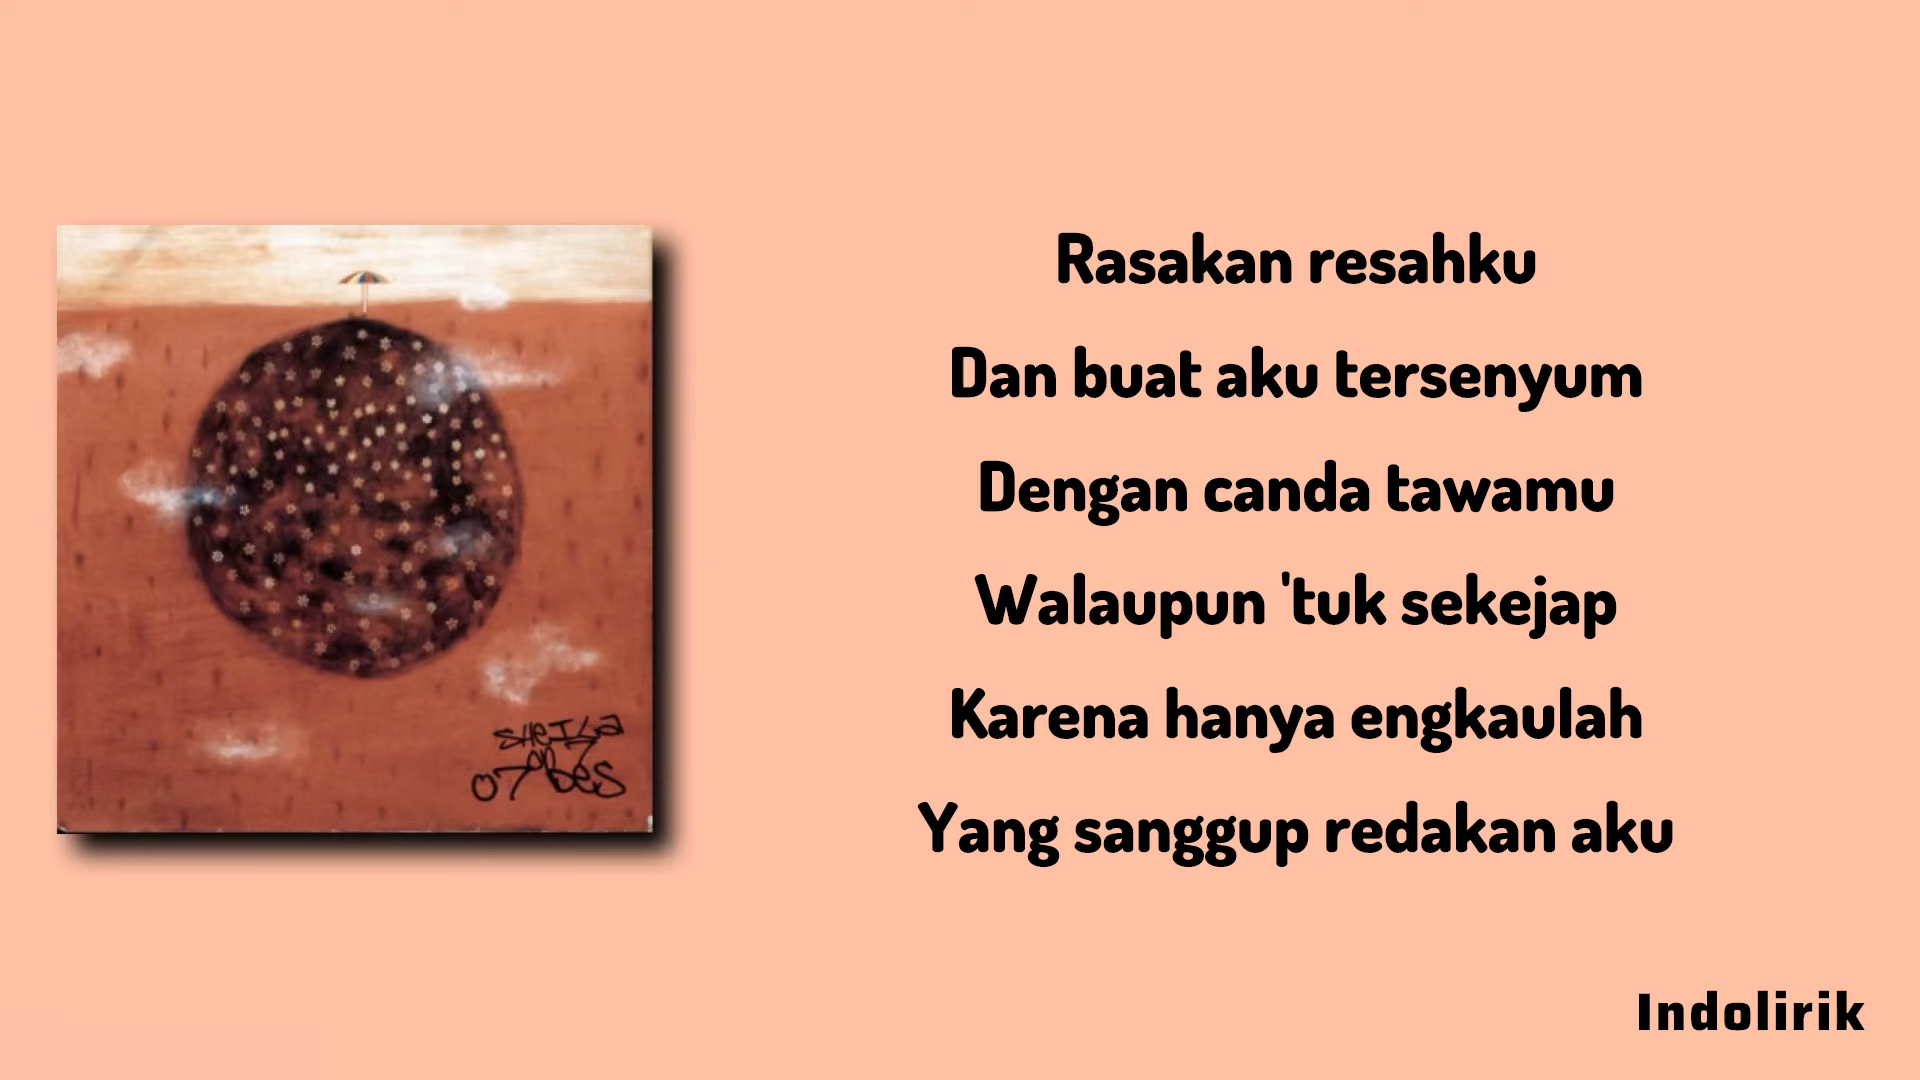 Rasakan resahku
Dan buat aku tersenyum
Dengan canda tawamu
Walaupun 'tuk sekejap
Karena hanya engkaulah
Yang sanggup redakan aku
SHEILA
ON 7
07 Des
Indolirik